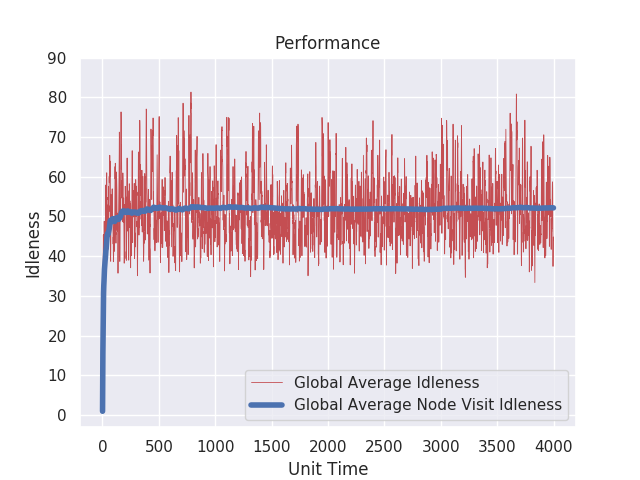 Performance
90
80
70
60
50
40
30
20
10
0
Idleness
0 500 1000 1500 2000 2500 3000 3500 4000
Unit Time
Global Average Idleness
Global Average Node Visit Idleness